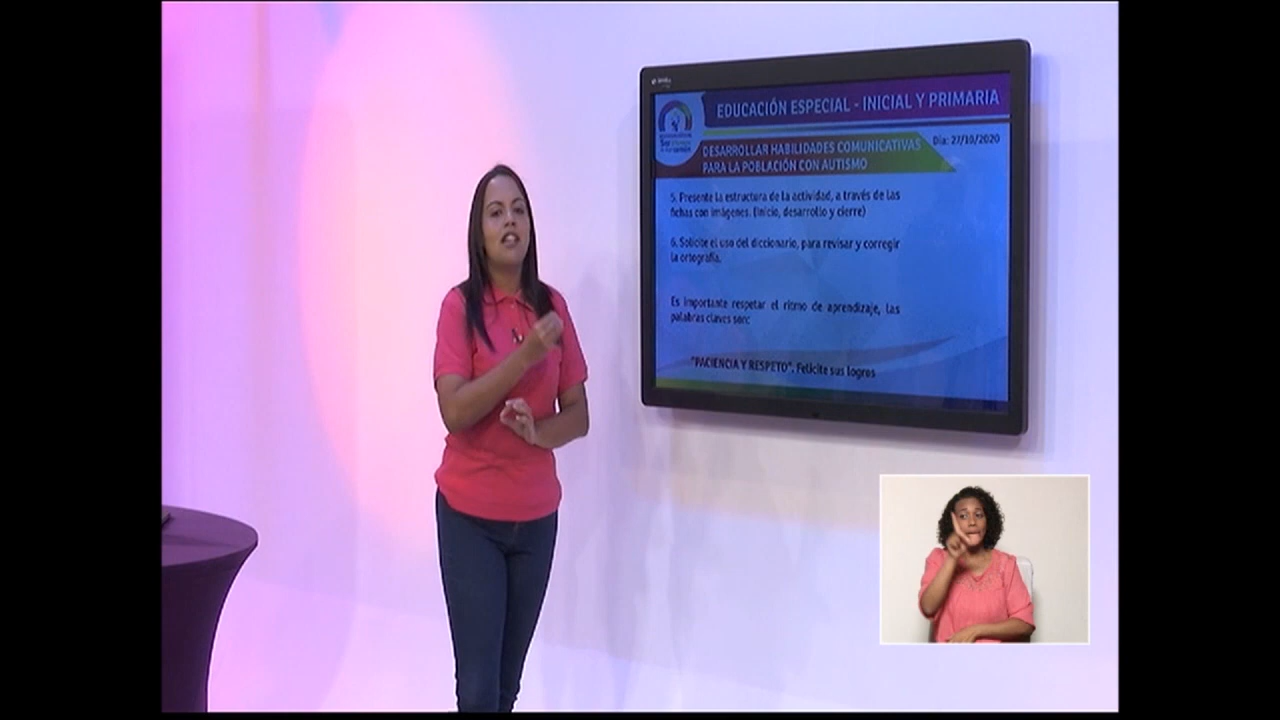 EDUCACIÓN ESPECIAL - INICIAL Y PRIMARIA
Día: 27/10/2020
DESARROLLAR HABILIDADES COMUNICATIVAS
PARA LA POBLACIÓN CON AUTISMO
5. Presente la estructura de la actividad, a través de las
fichas con imágenes. (Inicio, desarrollo y cierre)
6. Solicite el uso del diccionario, para revisar y corregir
la ortografía.
Es importante respetar el ritmo de aprendizaje, las
palabras claves son:
"PACIENCIA Y RESPETO". Felicite sus logros